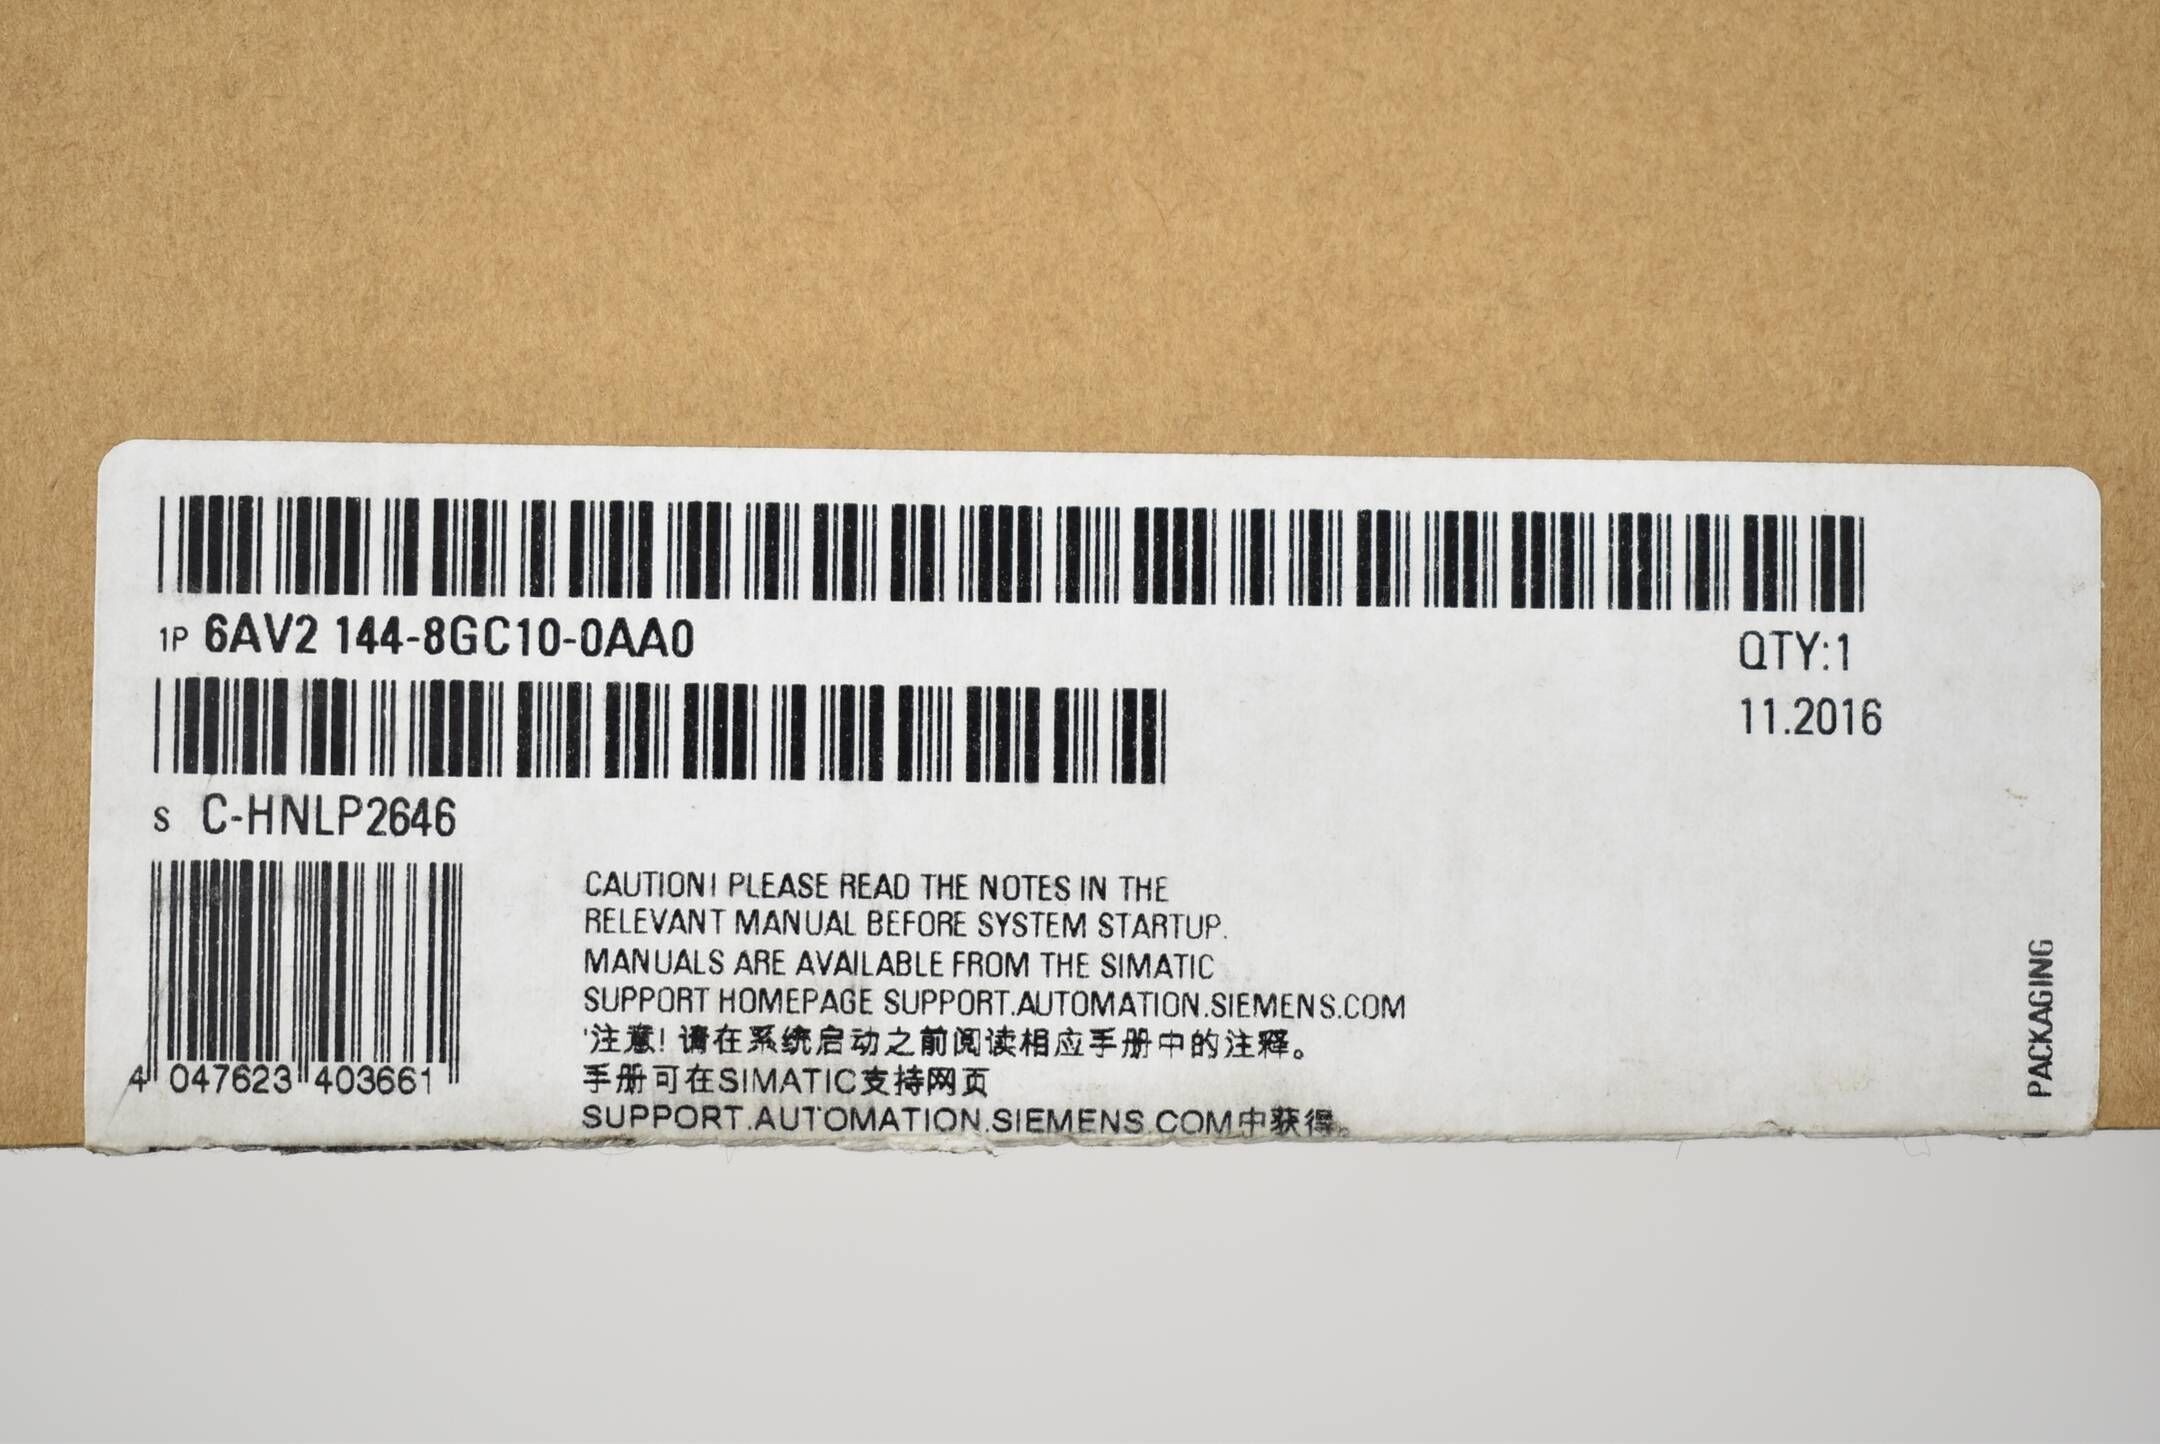 1P 6AV2 144-8GC10-0AA0
QTY:1
11.2016
S C-HNLP2646
4 047623 403661
CAUTION! PLEASE READ THE NOTES IN THE
RELEVANT MANUAL BEFORE SYSTEM STARTUP.
MANUALS ARE AVAILABLE FROM THE SIMATIC
SUPPORT HOMEPAGE SUPPORT.AUTOMATION.SIEMENS.COM
'注意! 请在系统启动之前阅读相应手册中的注释。
手册可在SIMATIC支持网页
SUPPORT.AUTOMATION.SIEMENS.COM中获得。
PACKAGING